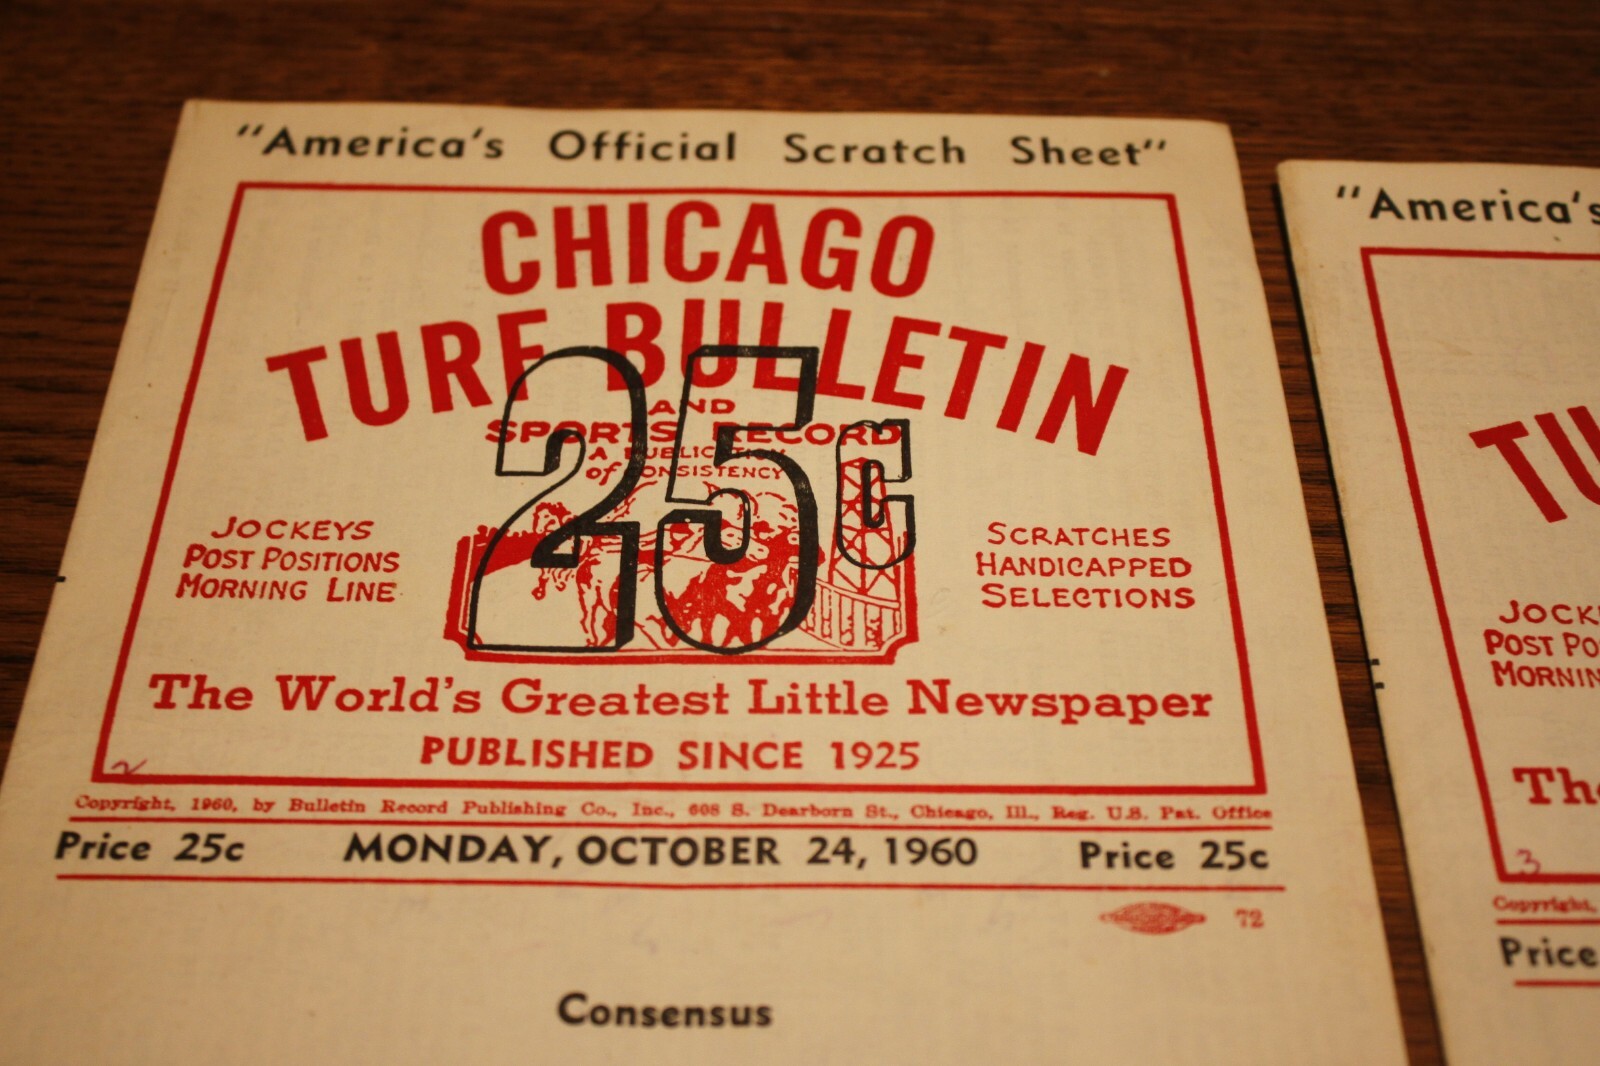 "America's Official Scratch Sheet"
CHICAGO
TURF BULLETIN
AND
SPORTS RECORD
A PUBLICATION
of CONSISTENCY
25c
JOCKEYS
POST POSITIONS
MORNING LINE
SCRATCHES
HANDICAPPED
SELECTIONS
The World's Greatest Little Newspaper
PUBLISHED SINCE 1925
2
Copyright, 1960, by Bulletin Record Publishing Co., Inc., 608 S. Dearborn St., Chicago, Ill., Reg. U.S. Pat. Office
Price 25c MONDAY, OCTOBER 24, 1960 Price 25c
72
Consensus
"America's
TU
JOCK
POST PO
MORNIN
Th
3
Copyright,
Price